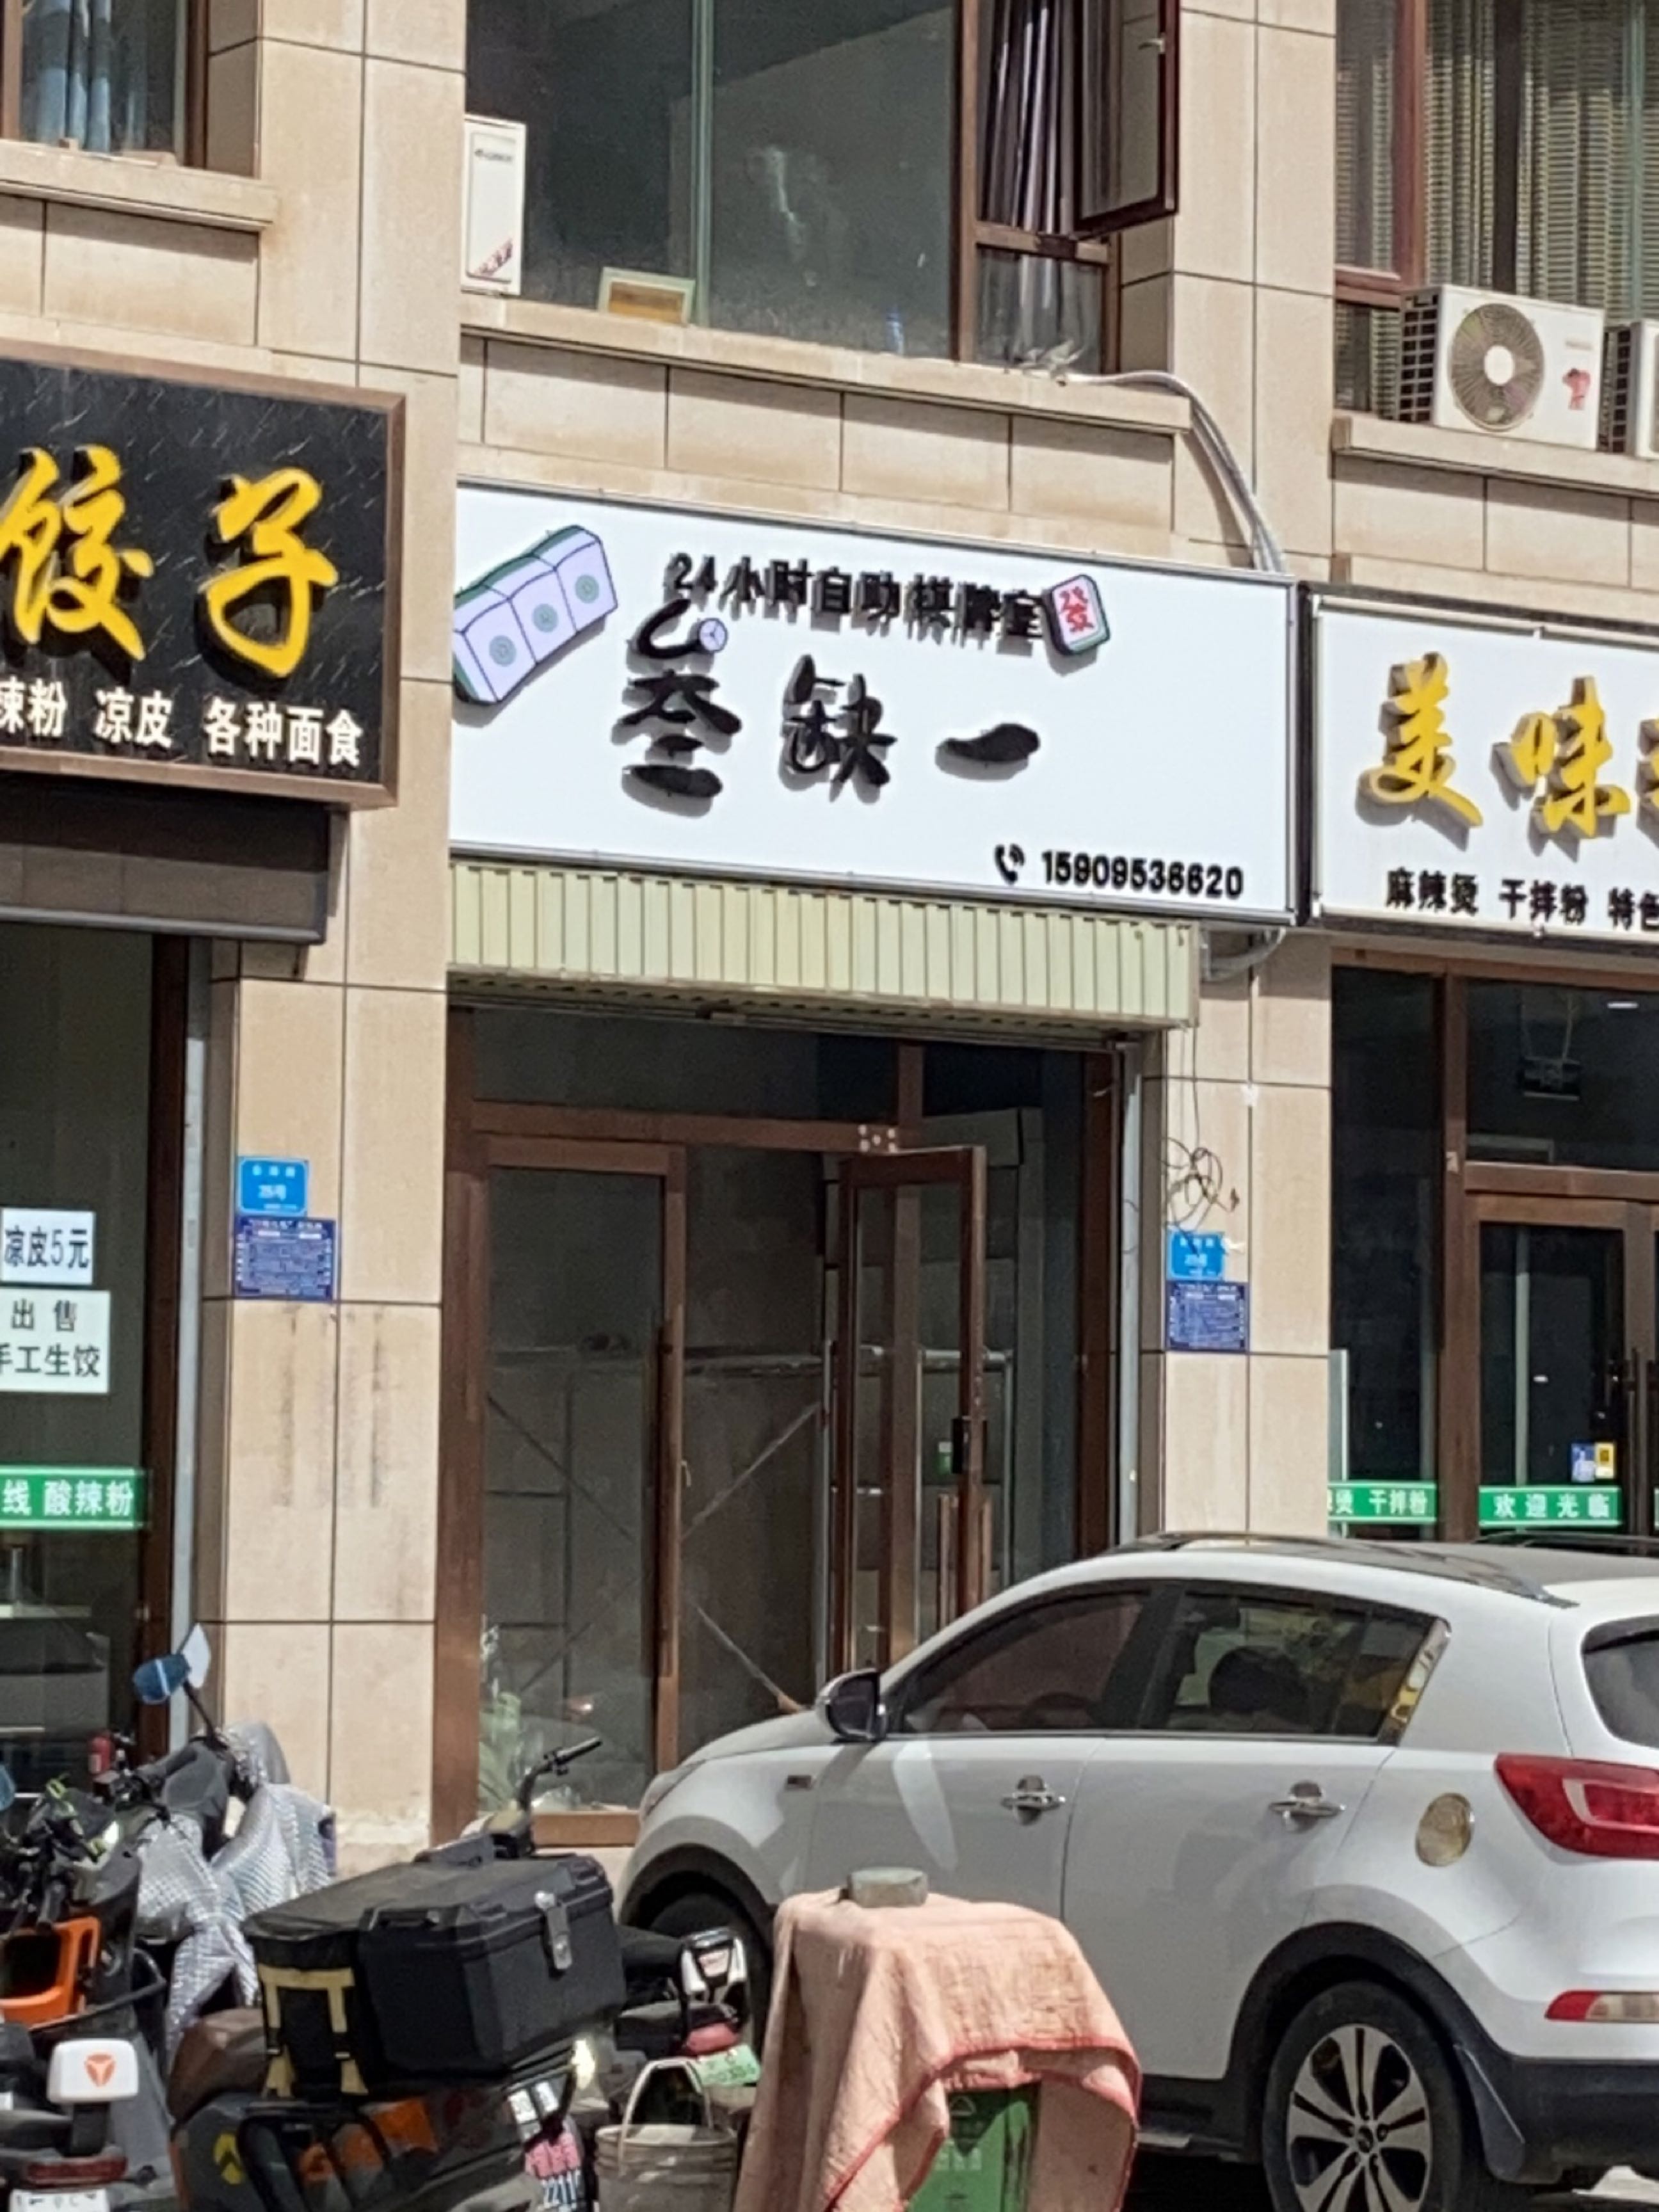 饺子
辣粉 凉皮 各种面食
24小时自助棋牌室
發
叁缺一
15909536620
美味
麻辣烫 干拌粉 特色
凉皮5元
出售
手工生饺
线 酸辣粉
烫 干拌粉
欢迎光临